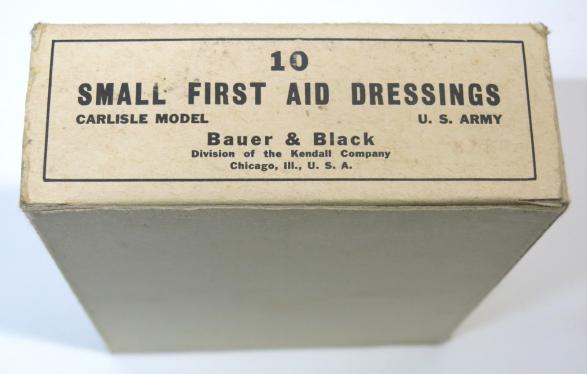 10
SMALL FIRST AID DRESSINGS
CARLISLE MODEL U. S. ARMY
Bauer & Black
Division of the Kendall Company
Chicago, Ill., U. S. A.